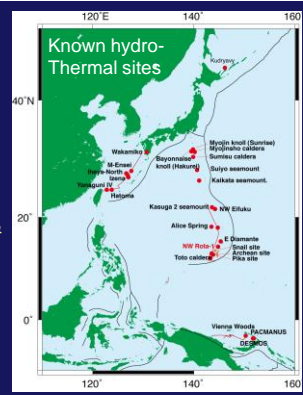 120˚E 140˚ 160˚
Known hydro-
Thermal sites
Kudryavy
40˚N
Myojin knoll (Sunrise)
Myojinsho caldera
Wakamiko
Bayonnaise
knoll (Hakurei)
Sumisu caldera
M-Ensei
Iheya-North
Izena
Suiyo seamount
Kaikata seamount.
Yonaguni IV
Hatoma
Kasuga 2 seamount
NW Eifuku
20˚
Alice Spring
E Diamante
NW Rota-1
Snail site
Archean site
Toto caldera
Pika site
0˚
Vienna Woods
PACMANUS
DESMOS
120˚ 140˚ 160˚